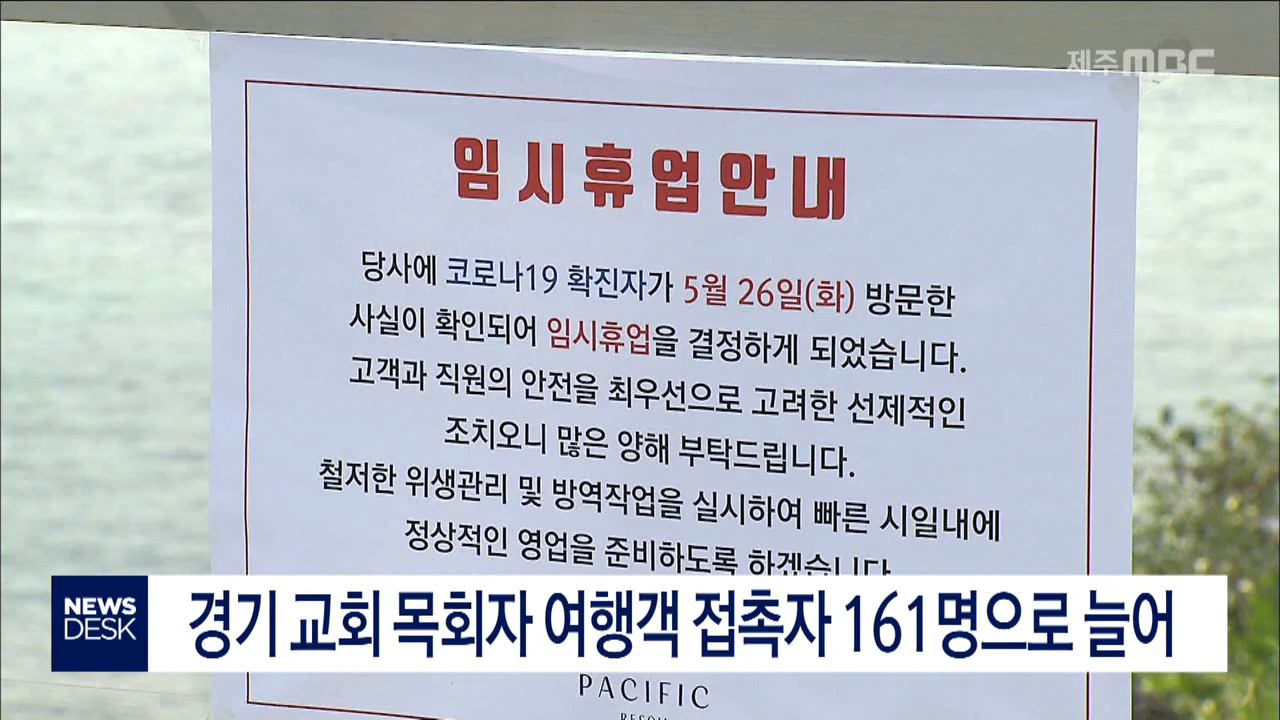 제주MBC
임시휴업안내
당사에 코로나19 확진자가 5월 26일(화) 방문한
사실이 확인되어 임시휴업을 결정하게 되었습니다.
고객과 직원의 안전을 최우선으로 고려한 선제적인
조치오니 많은 양해 부탁드립니다.
철저한 위생관리 및 방역작업을 실시하여 빠른 시일내에
정상적인 영업을 준비하도록 하겠습니다
NEWS
DESK
경기 교회 목회자 여행객 접촉자 161명으로 늘어
PACIFIC